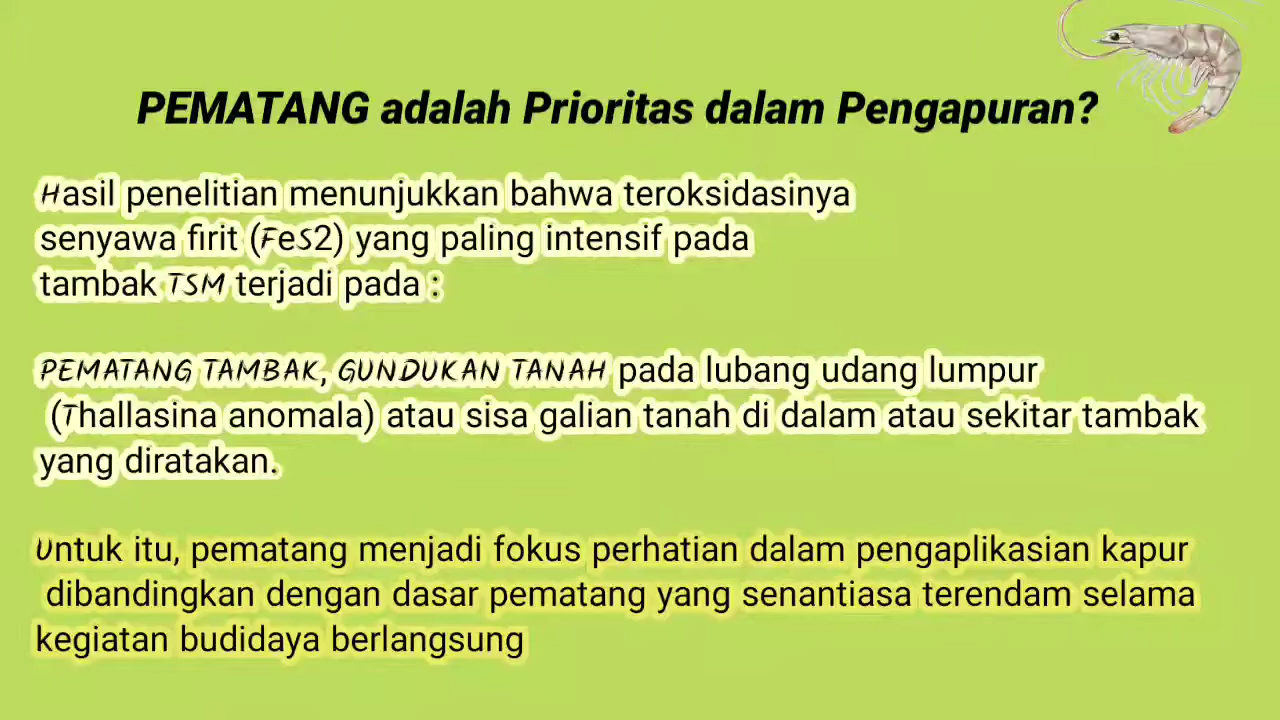 PEMATANG adalah Prioritas dalam Pengapuran?
Hasil penelitian menunjukkan bahwa teroksidasinya
senyawa firit (FeS2) yang paling intensif pada
tambak TSM terjadi pada :
PEMATANG TAMBAK, GUNDUKAN TANAH pada lubang udang lumpur
(Thallasina anomala) atau sisa galian tanah di dalam atau sekitar tambak
yang diratakan.
Untuk itu, pematang menjadi fokus perhatian dalam pengaplikasian kapur
dibandingkan dengan dasar pematang yang senantiasa terendam selama
kegiatan budidaya berlangsung